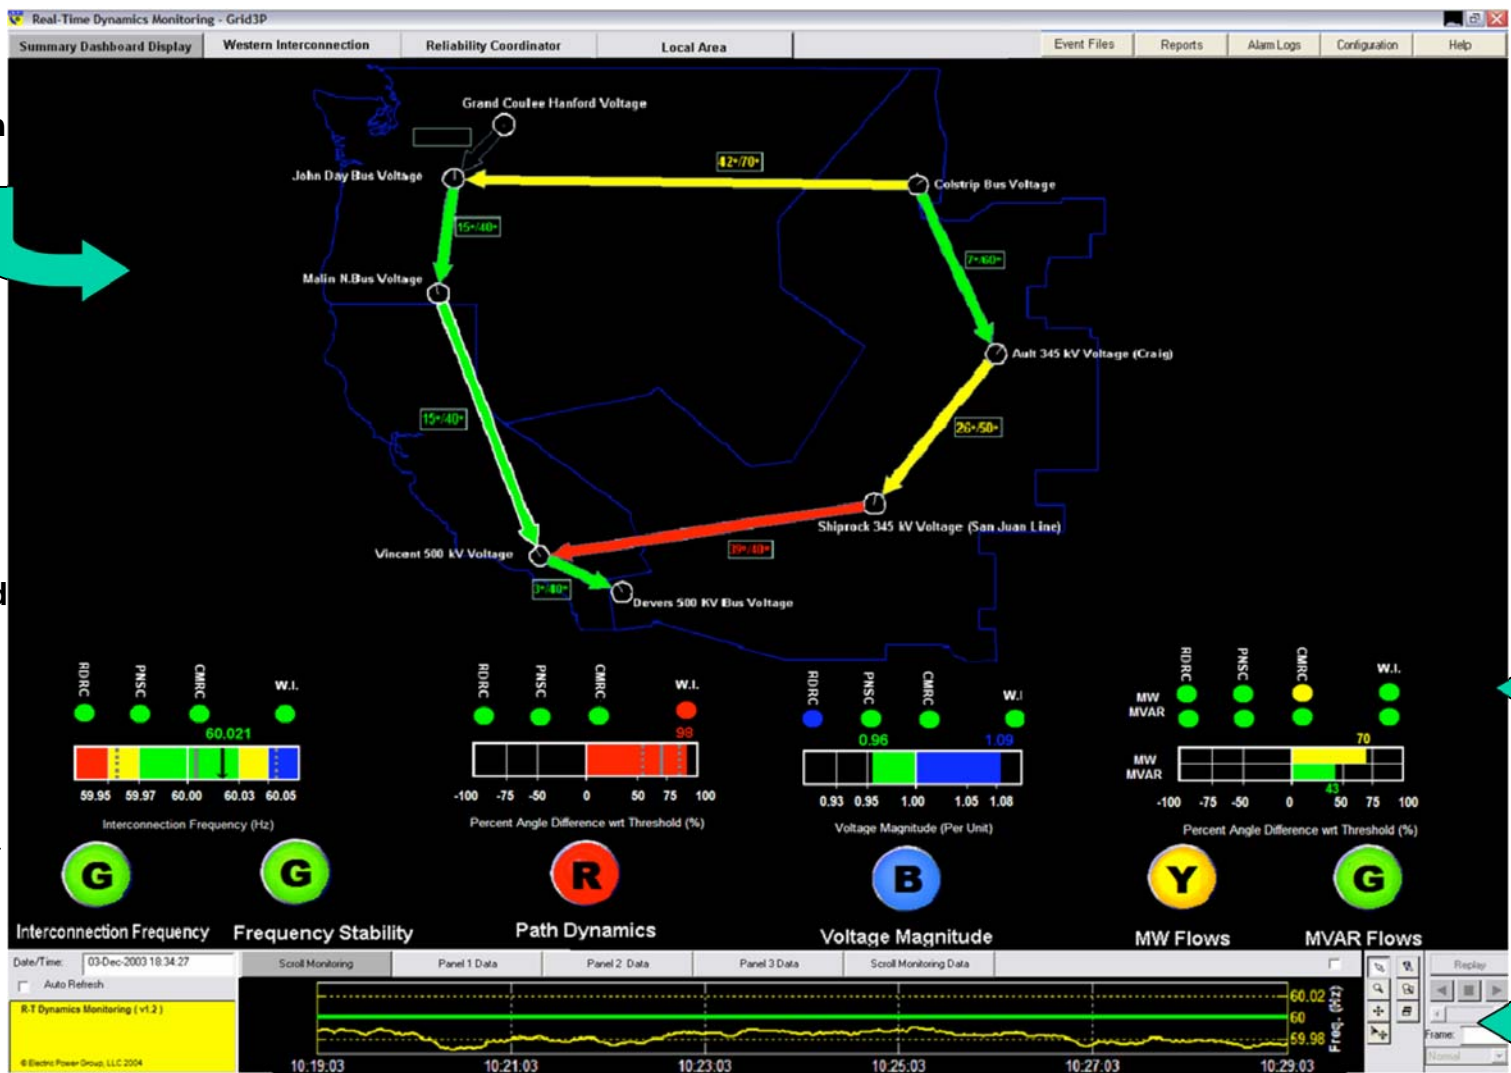 Real-Time Dynamics Monitoring - Grid3P
Summary Dashboard Display
Western Interconnection
Reliability Coordinator
Local Area
Event Files
Reports
Alarm Logs
Configuration
Help
Grand Coulee Hanford Voltage
42°/70°
John Day Bus Voltage
Colstrip Bus Voltage
15°/40°
7°/60°
Malin N.Bus Voltage
Ault 345 kV Voltage (Craig)
15°/40°
26°/50°
Shiprock 345 kV Voltage (San Juan Line)
39°/40°
Vincent 500 kV Voltage
3°/40°
Devers 500 KV Bus Voltage
RDRC
PNSC
CMRC
W.I.
60.021
59.95 59.97 60.00 60.03 60.05
Interconnection Frequency (Hz)
RDRC
PNSC
CMRC
W.I.
98
-100 -75 -50 0 50 75 100
Percent Angle Difference wrt Threshold (%)
RDRC
PNSC
CMRC
W.I
0.96
1.09
0.93 0.95 1.00 1.05 1.08
Voltage Magnitude (Per Unit)
RDRC
PNSC
CMRC
W.I.
MW
MVAR
70
MW
MVAR
43
-100 -75 -50 0 50 75 100
Percent Angle Difference wrt Threshold (%)
G
G
R
B
Y
G
Interconnection Frequency
Frequency Stability
Path Dynamics
Voltage Magnitude
MW Flows
MVAR Flows
Date/Time: 03-Dec-2003 18:34:27
Scroll Monitoring
Panel 1 Data
Panel 2 Data
Panel 3 Data
Scroll Monitoring Data
Replay
Auto Refresh
R-T Dynamics Monitoring ( v1.2 )
© Electric Power Group, LLC 2004
60.02
60
59.98
Freq. (Hz)
10:19:03 10:21:03 10:23:03 10:25:03 10:27:03 10:29:03
Frame:
Normal